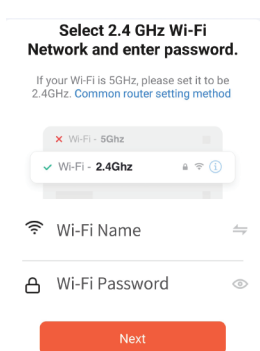 Select 2.4 GHz Wi-Fi
Network and enter password.
If your Wi-Fi is 5GHz, please set it to be
2.4GHz. Common router setting method
Wi-Fi - 5Ghz
Wi-Fi - 2.4Ghz
Wi-Fi Name
Wi-Fi Password
Next